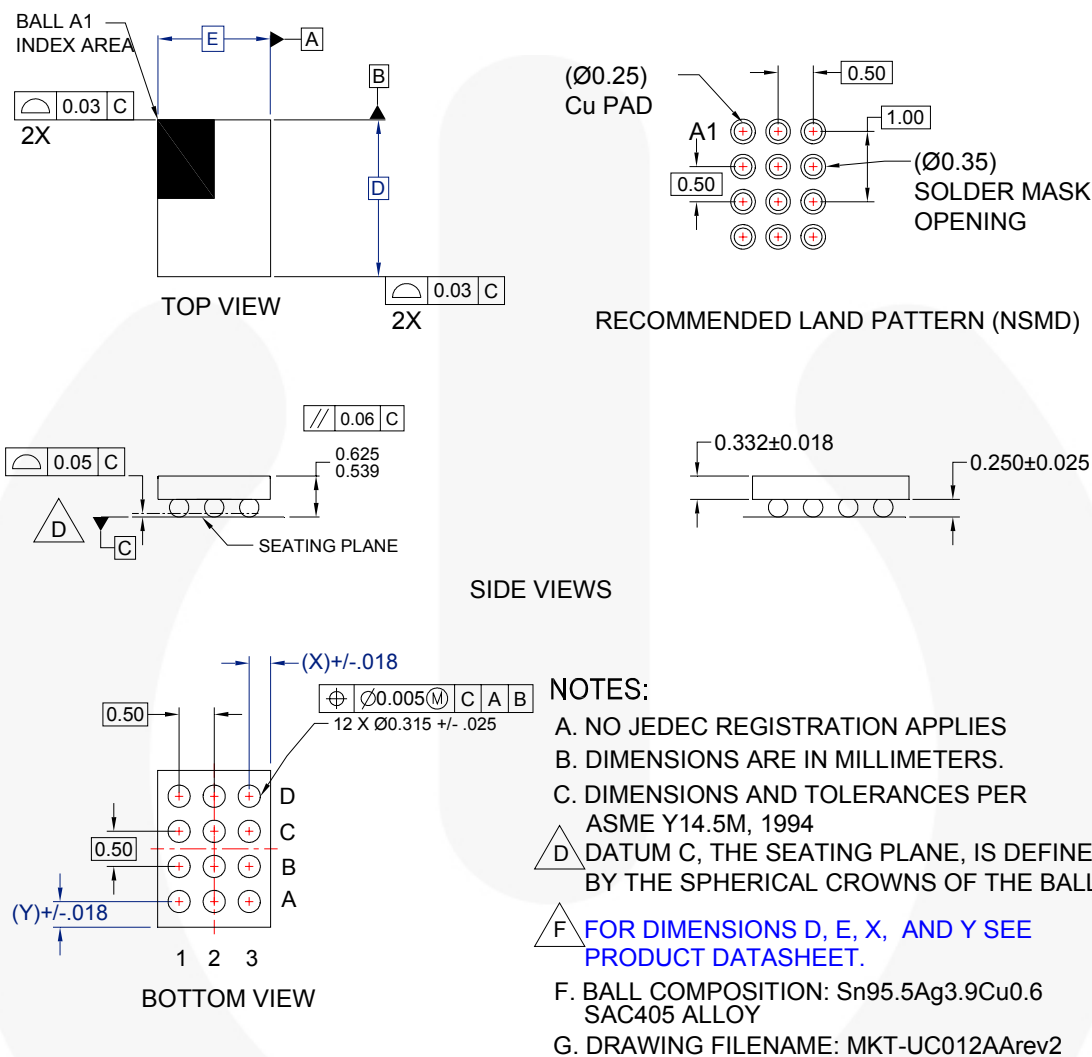 BALL A1
INDEX AREA
E
A
B
⌓ 0.03 C
2X
D
⌓ 0.03 C
2X
TOP VIEW
(Ø0.25)
Cu PAD
0.50
A1
1.00
0.50
(Ø0.35)
SOLDER MASK
OPENING
RECOMMENDED LAND PATTERN (NSMD)
// 0.06 C
⌓ 0.05 C
0.625
0.539
D
C
SEATING PLANE
0.332±0.018
0.250±0.025
SIDE VIEWS
(X)+/-.018
⌖ Ø0.005Ⓜ C A B
12 X Ø0.315 +/- .025
0.50
D
C
0.50
B
A
(Y)+/-.018
1 2 3
BOTTOM VIEW
NOTES:
A. NO JEDEC REGISTRATION APPLIES
B. DIMENSIONS ARE IN MILLIMETERS.
C. DIMENSIONS AND TOLERANCES PER
ASME Y14.5M, 1994
D DATUM C, THE SEATING PLANE, IS DEFINE
BY THE SPHERICAL CROWNS OF THE BALL
F FOR DIMENSIONS D, E, X, AND Y SEE
PRODUCT DATASHEET.
F. BALL COMPOSITION: Sn95.5Ag3.9Cu0.6
SAC405 ALLOY
G. DRAWING FILENAME: MKT-UC012AArev2